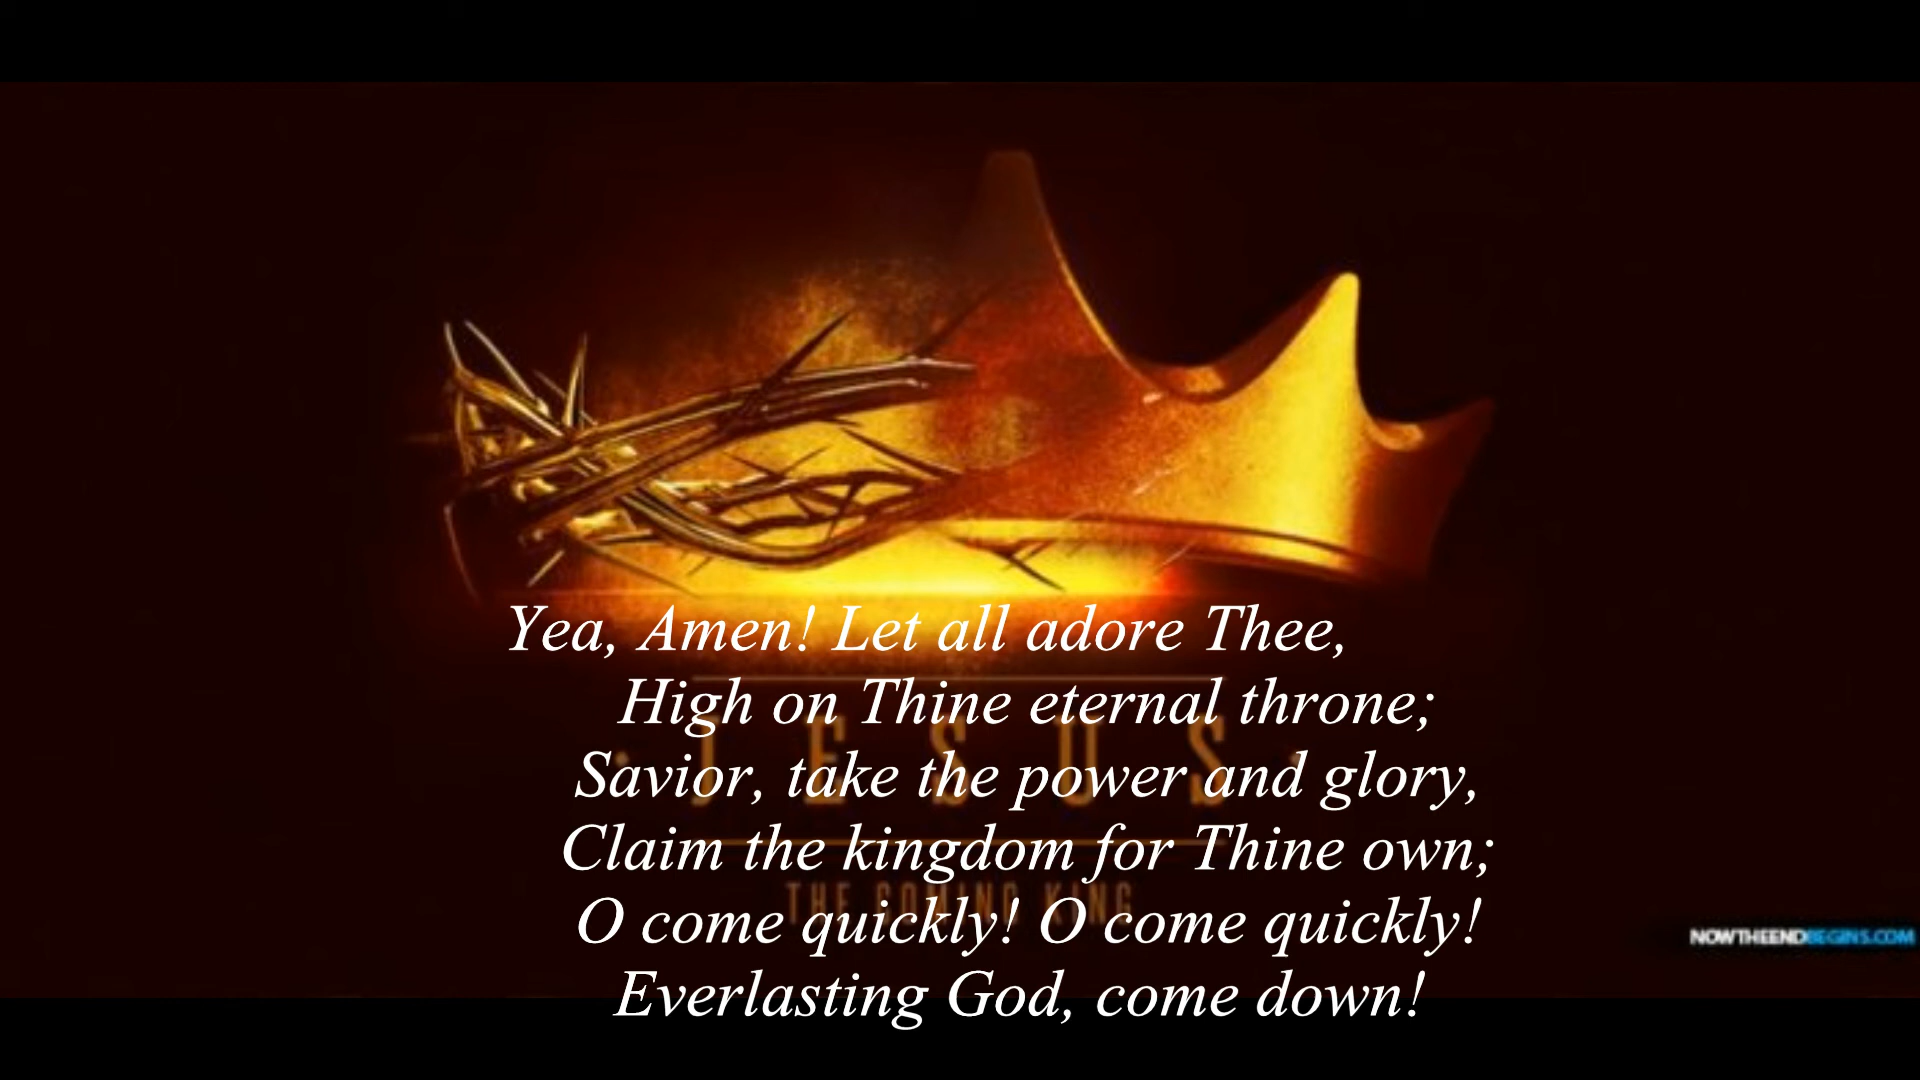 Yea, Amen! Let all adore Thee,
High on Thine eternal throne;
JESUS
Savior, take the power and glory,
Claim the kingdom for Thine own;
THE COMING KING
O come quickly! O come quickly!
NOWTHEENDBEGINS.COM
Everlasting God, come down!